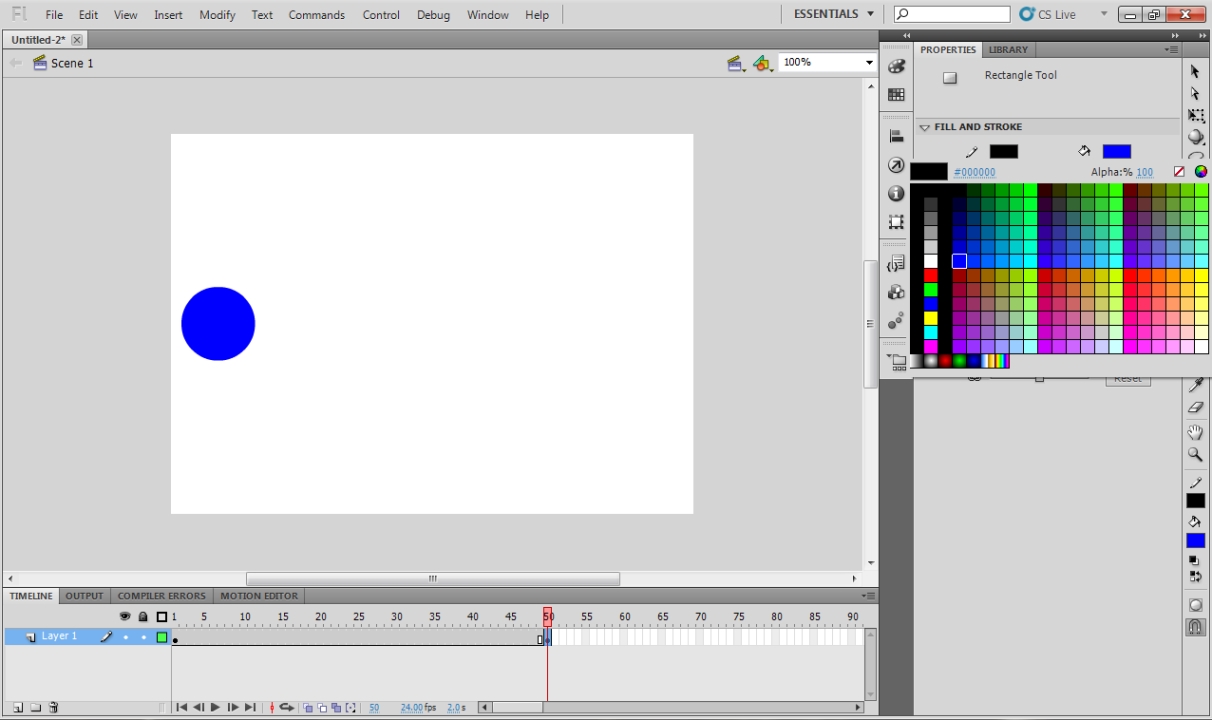 Fl File Edit View Insert Modify Text Commands Control Debug Window Help ESSENTIALS CS Live
Untitled-2*
Scene 1 100%
PROPERTIES LIBRARY
Rectangle Tool
FILL AND STROKE
#000000 Alpha:% 100
Reset
TIMELINE OUTPUT COMPILER ERRORS MOTION EDITOR
1 5 10 15 20 25 30 35 40 45 50 55 60 65 70 75 80 85 90
Layer 1
50 24.00fps 2.0s